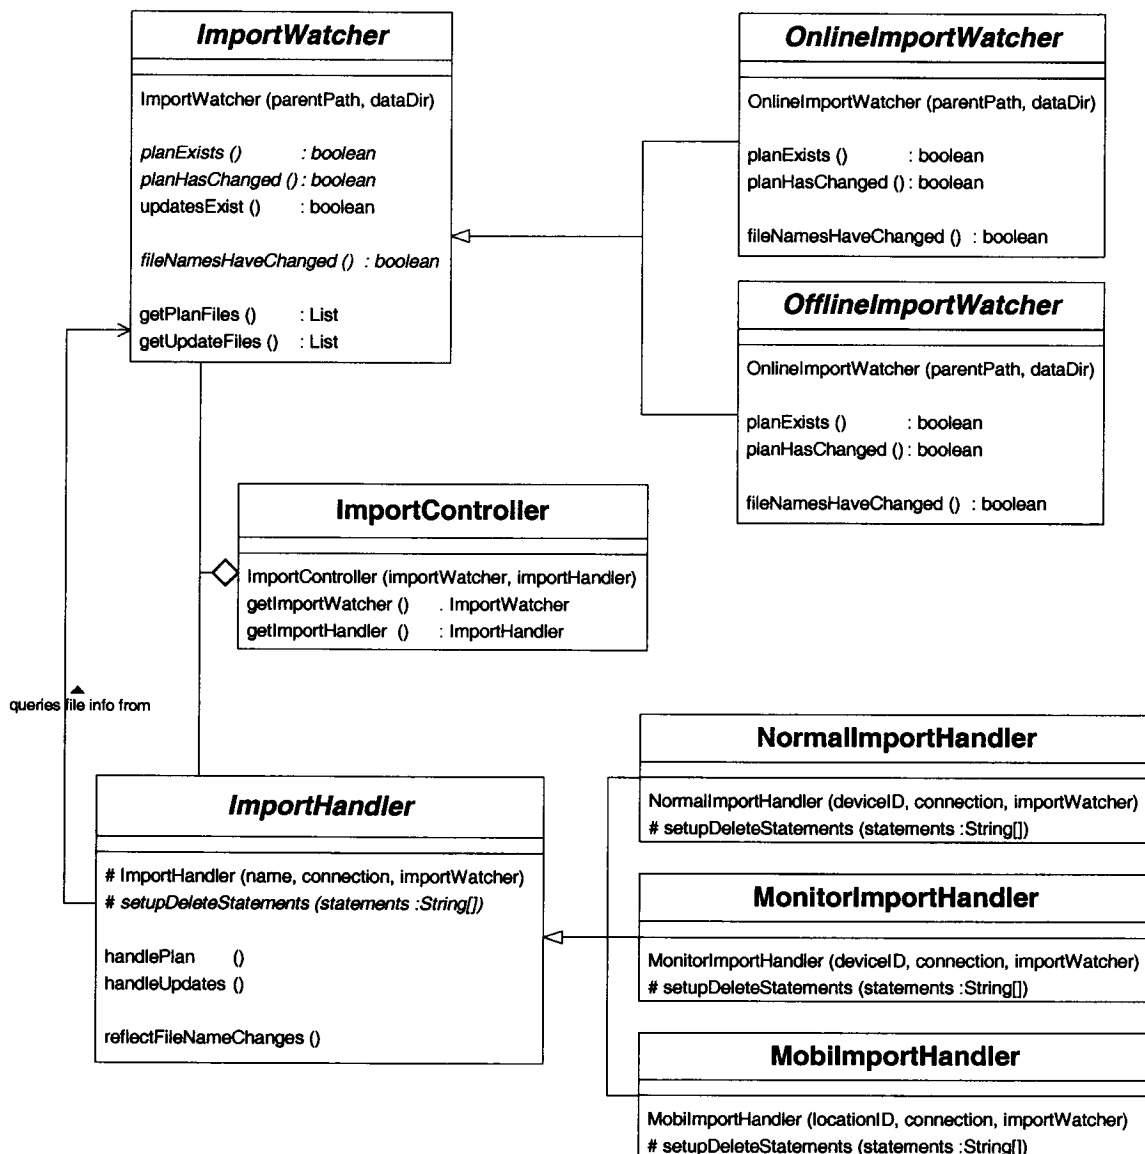 ImportWatcher
ImportWatcher (parentPath, dataDir)
planExists () : boolean
planHasChanged () : boolean
updatesExist () : boolean
fileNamesHaveChanged () : boolean
getPlanFiles () : List
getUpdateFiles () : List
OnlineImportWatcher
OnlineImportWatcher (parentPath, dataDir)
planExists () : boolean
planHasChanged () : boolean
fileNamesHaveChanged () : boolean
OfflineImportWatcher
OnlineImportWatcher (parentPath, dataDir)
planExists () : boolean
planHasChanged () : boolean
fileNamesHaveChanged () : boolean
ImportController
ImportController (importWatcher, importHandler)
getImportWatcher () . ImportWatcher
getImportHandler () : ImportHandler
queries file info from
ImportHandler
# ImportHandler (name, connection, importWatcher)
# setupDeleteStatements (statements :String[])
handlePlan ()
handleUpdates ()
reflectFileNameChanges ()
NormalImportHandler
NormalImportHandler (deviceID, connection, importWatcher)
# setupDeleteStatements (statements :String[])
MonitorImportHandler
MonitorImportHandler (deviceID, connection, importWatcher)
# setupDeleteStatements (statements :String[])
MobiImportHandler
MobiImportHandler (locationID, connection, importWatcher)
# setupDeleteStatements (statements :String[])